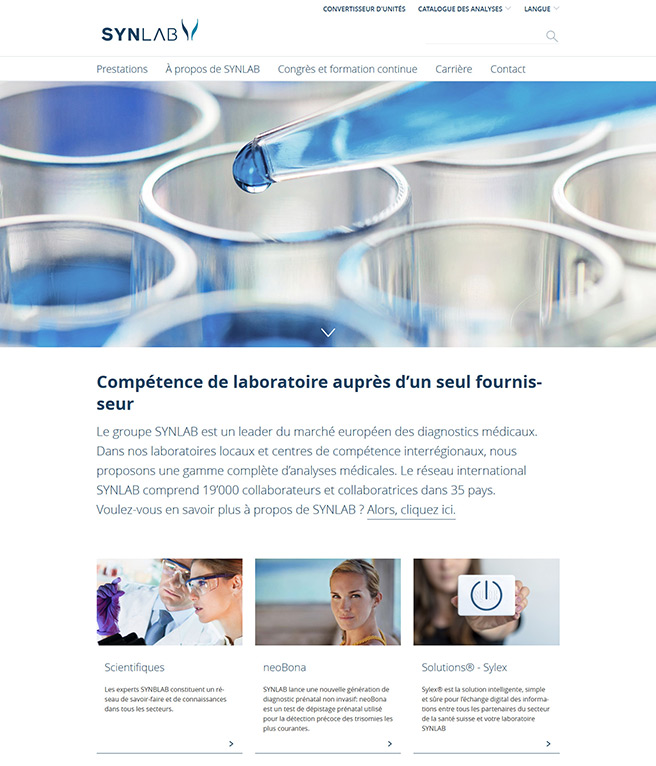 CONVERTISSEUR D'UNITÉS CATALOGUE DES ANALYSES LANGUE
SYNLAB
Prestations À propos de SYNLAB Congrès et formation continue Carrière Contact
Compétence de laboratoire auprès d’un seul fournis-
seur
Le groupe SYNLAB est un leader du marché européen des diagnostics médicaux.
Dans nos laboratoires locaux et centres de compétence interrégionaux, nous
proposons une gamme complète d’analyses médicales. Le réseau international
SYNLAB comprend 19’000 collaborateurs et collaboratrices dans 35 pays.
Voulez-vous en savoir plus à propos de SYNLAB ? Alors, cliquez ici.
Scientifiques
Les experts SYNBLAB constituent un ré-
seau de savoir-faire et de connaissances
dans tous les secteurs.
neoBona
SYNLAB lance une nouvelle génération de
diagnostic prénatal non invasif: neoBona
est un test de dépistage prénatal utilisé
pour la détection précoce des trisomies les
plus courantes.
Solutions® - Sylex
Sylex® est la solution intelligente, simple
et sûre pour l’échange digital des informa-
tions entre tous les partenaires du secteur
de la santé suisse et votre laboratoire
SYNLAB